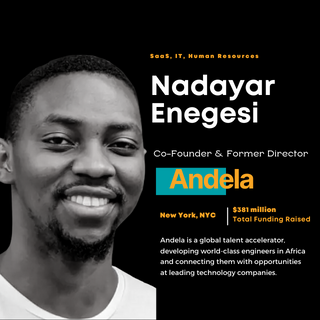 SaaS, IT, Human Resources
Nadayar
Enegesi
Co-Founder & Former Director
Andela
New York, NYC
$381 million
Total Funding Raised
Andela is a global talent accelerator,
developing world-class engineers in Africa
and connecting them with opportunities
at leading technology companies.